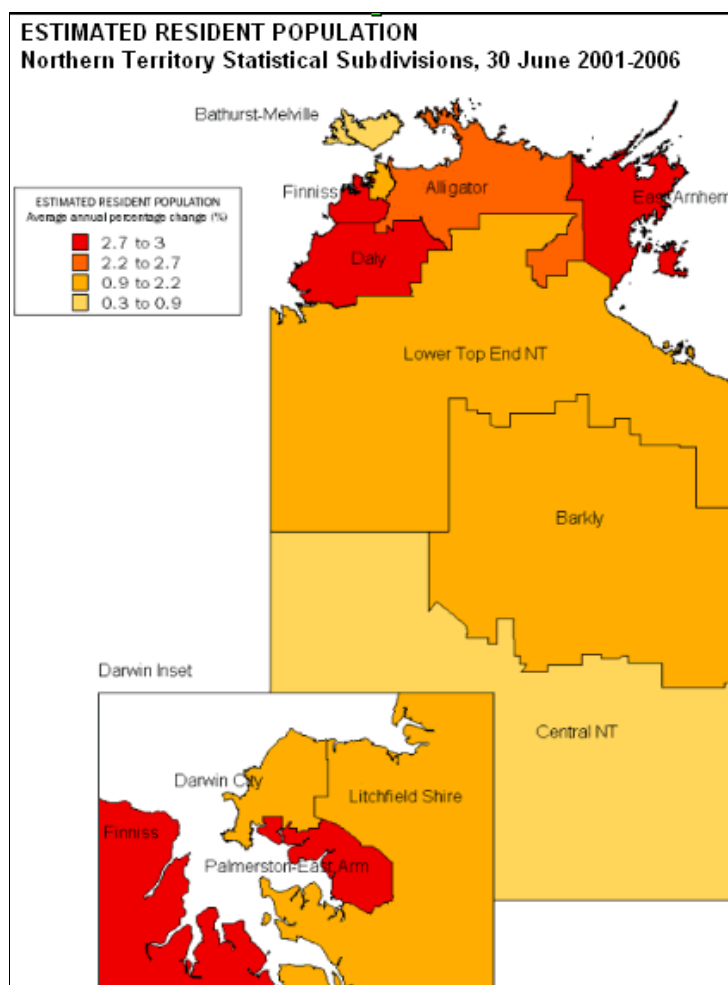 ESTIMATED RESIDENT POPULATION
Northern Territory Statistical Subdivisions, 30 June 2001-2006
Bathurst-Melville
Finniss
Alligator
East Arnhem
ESTIMATED RESIDENT POPULATION
Average annual percentage change (%)
2.7 to 3
2.2 to 2.7
0.9 to 2.2
0.3 to 0.9
Daly
Lower Top End NT
Barkly
Darwin Inset
Central NT
Darwin City
Litchfield Shire
Finniss
Palmerston-East Arm